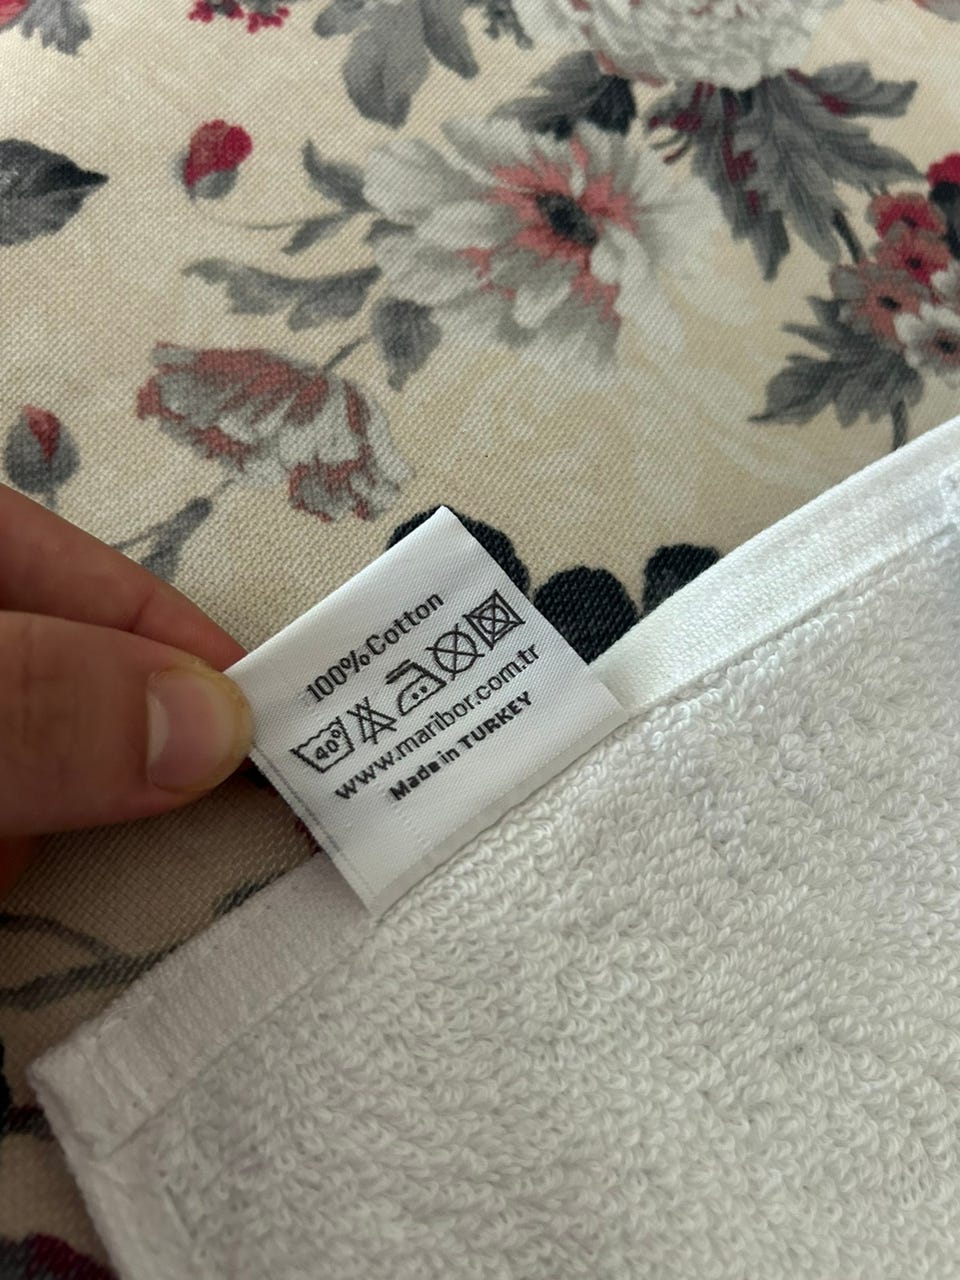 100% Cotton
40°
www.maribor.com.tr
Made in TURKEY